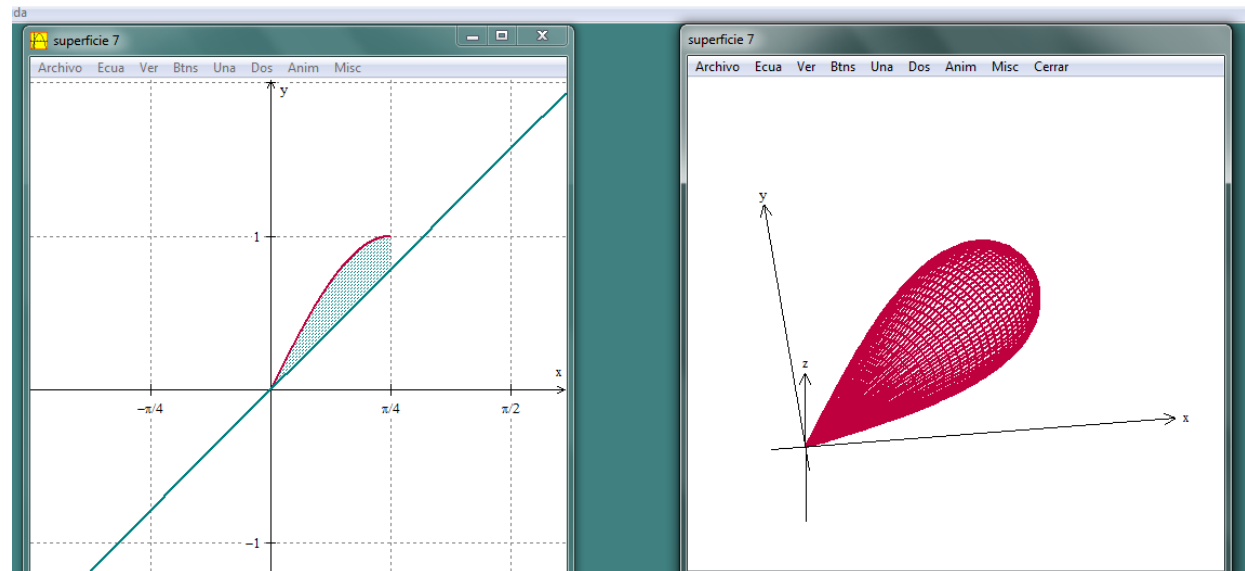 da
superficie 7
Archivo Ecua Ver Btns Una Dos Anim Misc
y
1
x
−π/4 π/4 π/2
−1
superficie 7
Archivo Ecua Ver Btns Una Dos Anim Misc Cerrar
y
z
x